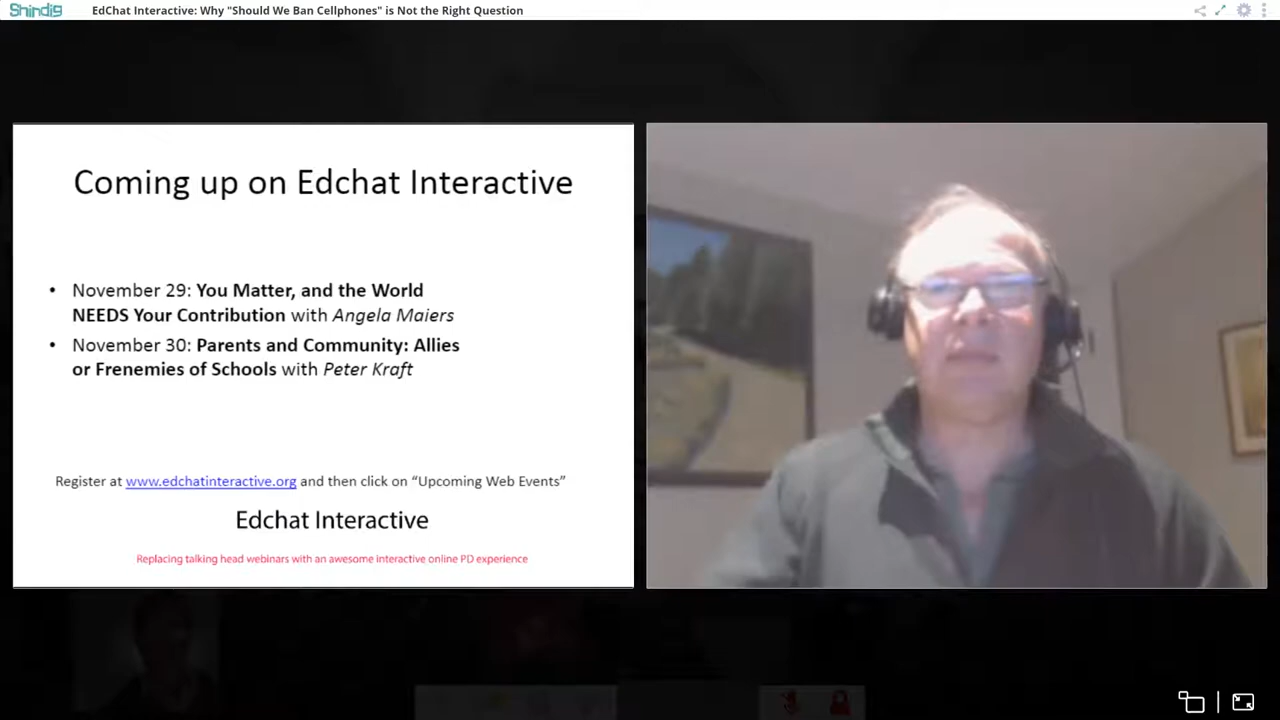 Shindig
EdChat Interactive: Why "Should We Ban Cellphones" is Not the Right Question
Coming up on Edchat Interactive
• November 29: You Matter, and the World
NEEDS Your Contribution with Angela Maiers
• November 30: Parents and Community: Allies
or Frenemies of Schools with Peter Kraft
Register at www.edchatinteractive.org and then click on “Upcoming Web Events”
Edchat Interactive
Replacing talking head webinars with an awesome interactive online PD experience